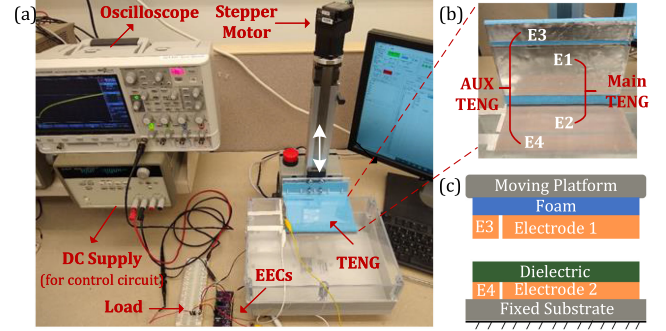 (a)
Oscilloscope
Stepper
Motor
DC Supply
(for control circuit)
Load
EECs
TENG
(b)
E3
E1
AUX
TENG
Main
TENG
E2
E4
(c)
Moving Platform
Foam
E3 Electrode 1
Dielectric
E4 Electrode 2
Fixed Substrate